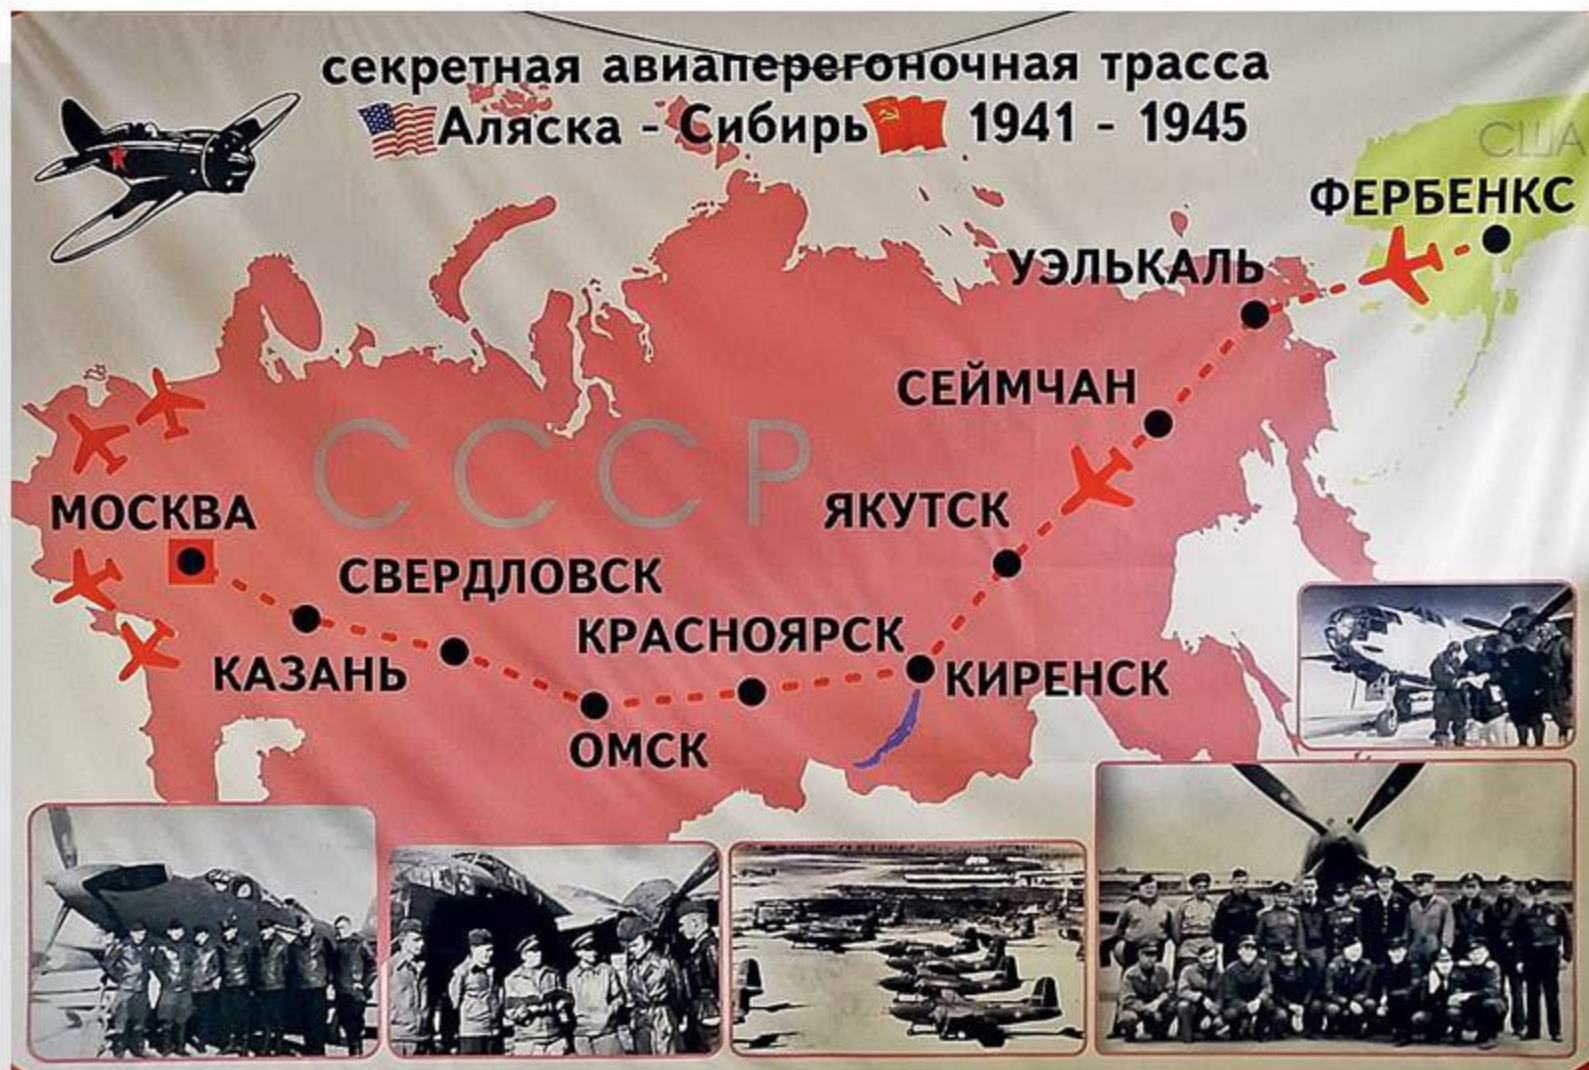 секретная авиаперегоночная трасса
Аляска - Сибирь 1941 - 1945
США
ФЕРБЕНКС
УЭЛЬКАЛЬ
СЕЙМЧАН
СССР
ЯКУТСК
МОСКВА
СВЕРДЛОВСК
КРАСНОЯРСК
КАЗАНЬ
КИРЕНСК
ОМСК